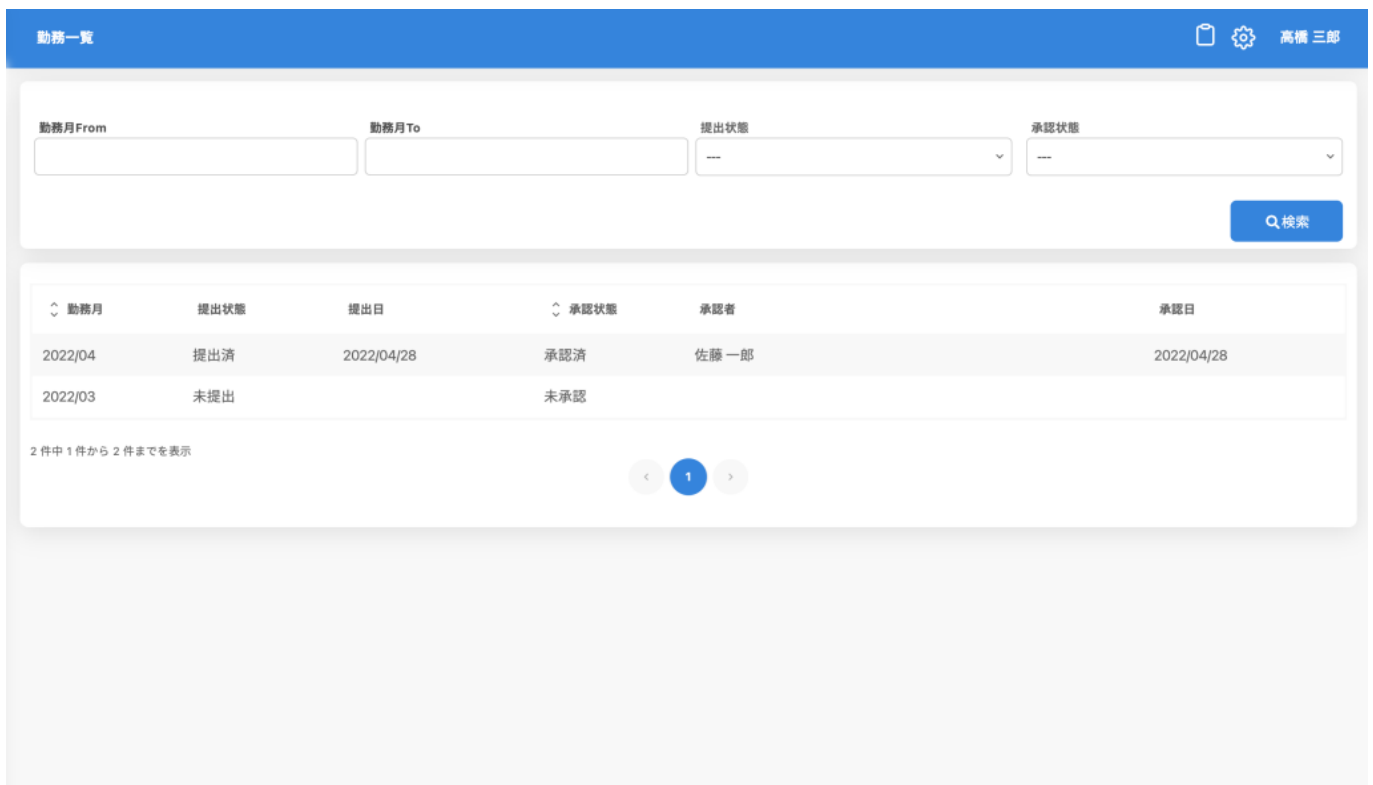 勤務一覧 高橋 三郎
勤務月From 勤務月To 提出状態 承認状態
--- ---
検索
勤務月 提出状態 提出日 承認状態 承認者 承認日
2022/04 提出済 2022/04/28 承認済 佐藤 一郎 2022/04/28
2022/03 未提出 未承認
2 件中 1 件から 2 件までを表示
1